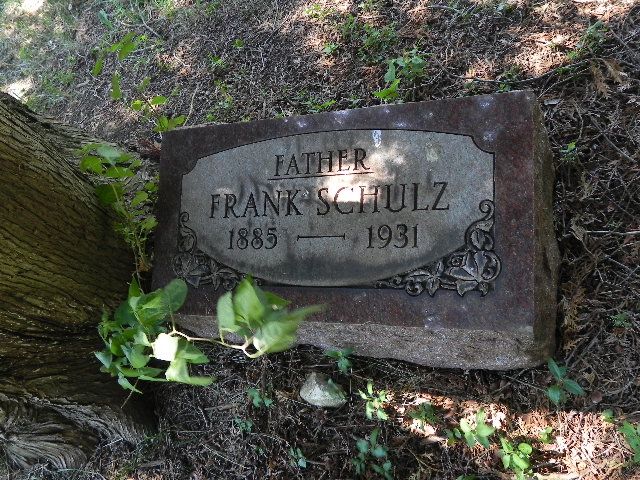 FATHER
FRANK SCHULZ
1885 — 1931